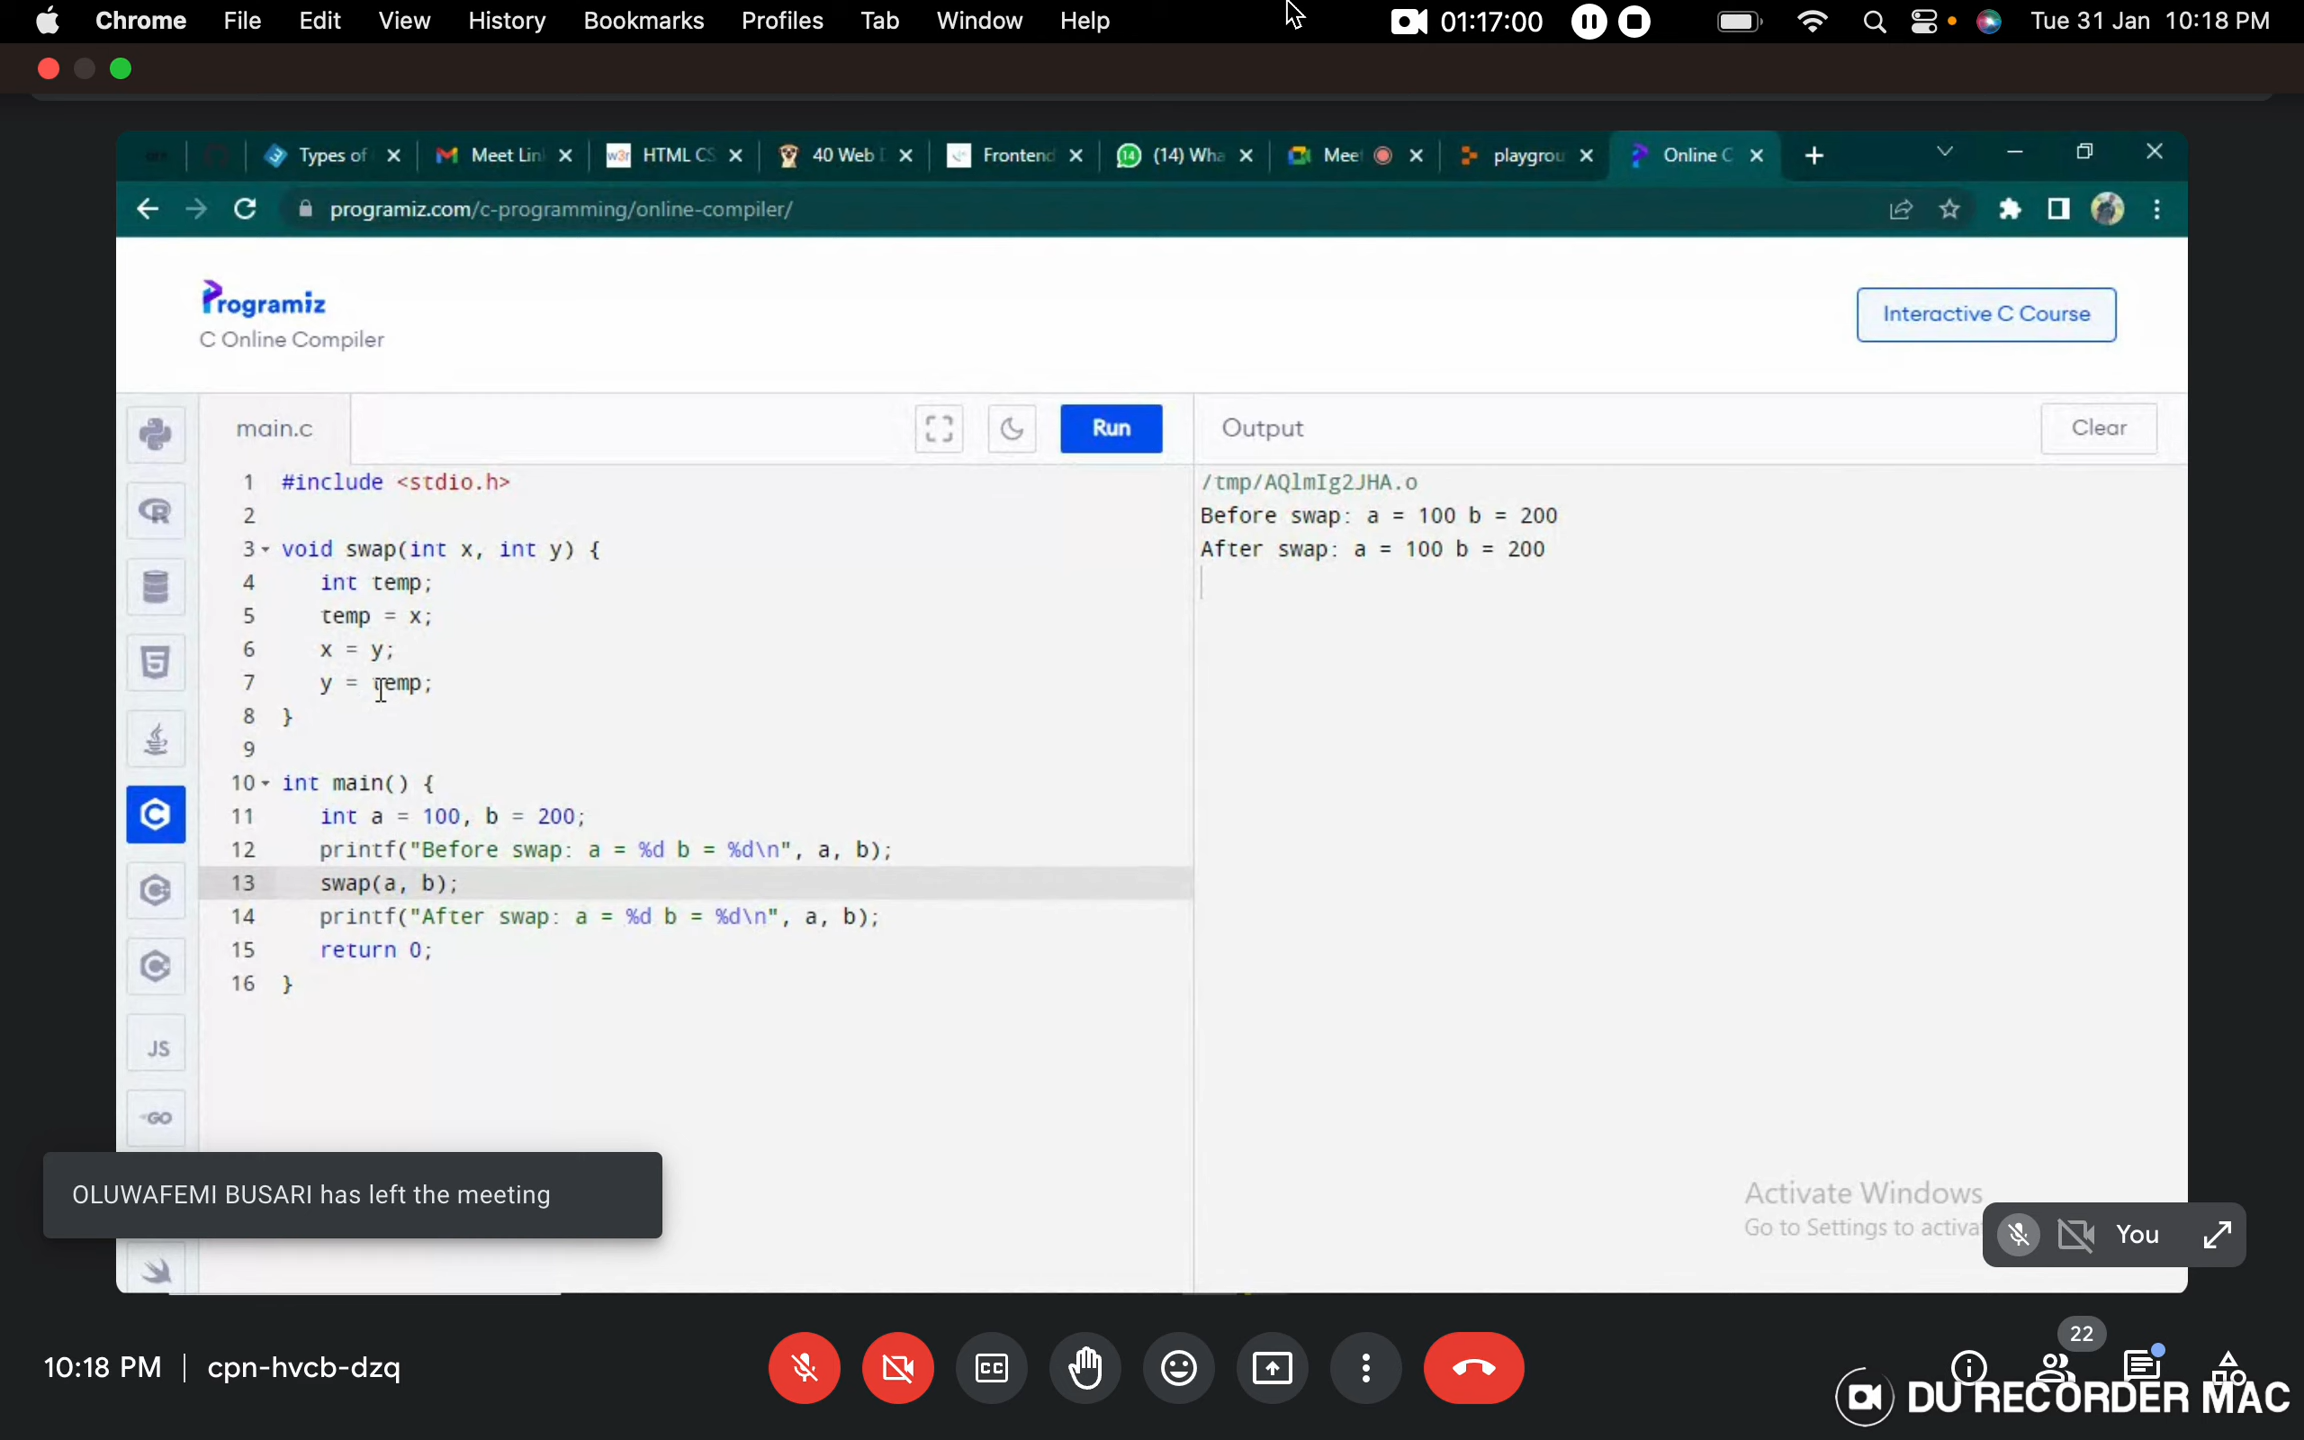 Chrome File Edit View History Bookmarks Profiles Tab Window Help 01:17:00 Tue 31 Jan 10:18 PM
Types of Meet Lin HTML CS 40 Web Frontend (14) Wha Meet playgrou Online C
programiz.com/c-programming/online-compiler/
Programiz
C Online Compiler
Interactive C Course
main.c
Run
Output
Clear
1 #include <stdio.h>
2
3 void swap(int x, int y) {
4 int temp;
5 temp = x;
6 x = y;
7 y = temp;
8 }
9
10 int main() {
11 int a = 100, b = 200;
12 printf("Before swap: a = %d b = %d\n", a, b);
13 swap(a, b);
14 printf("After swap: a = %d b = %d\n", a, b);
15 return 0;
16 }
/tmp/AQlmIg2JHA.o
Before swap: a = 100 b = 200
After swap: a = 100 b = 200
R
5
C
C
C
JS
GO
OLUWAFEMI BUSARI has left the meeting
Activate Windows
Go to Settings to activa
You
10:18 PM | cpn-hvcb-dzq
CC
22
DU RECORDER MAC